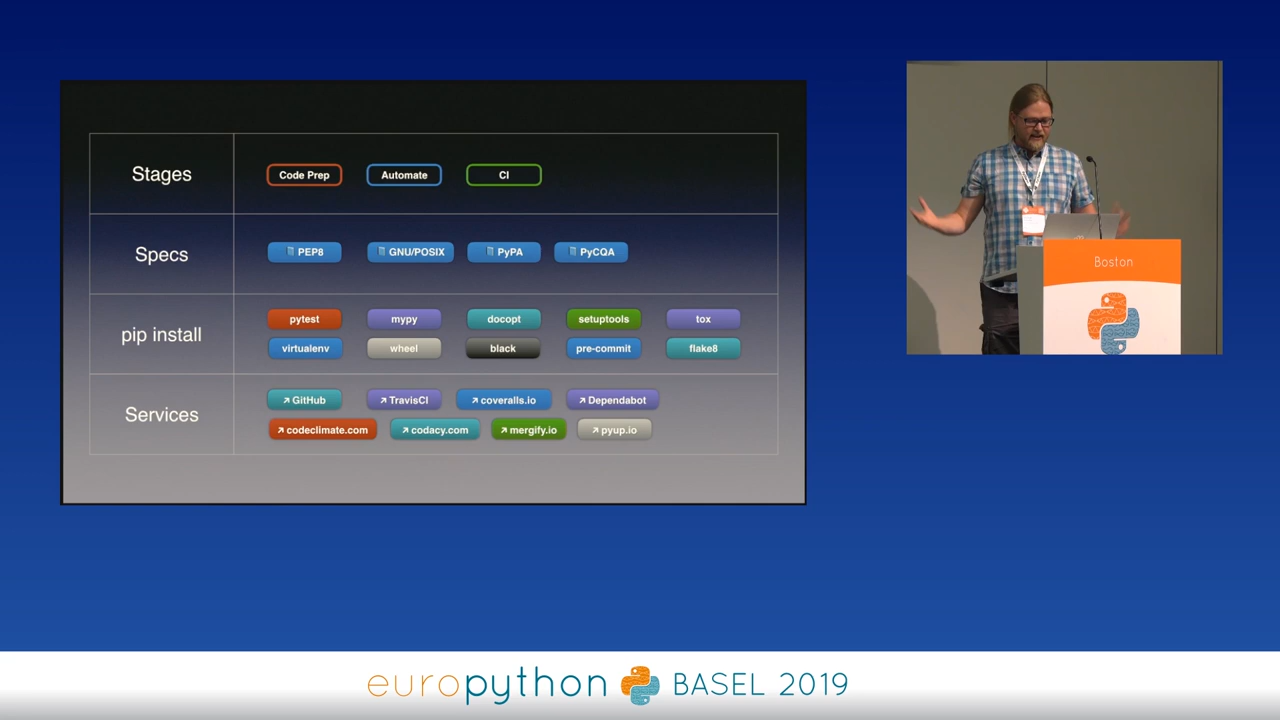 Stages
Code Prep Automate CI
Specs
PEP8 GNU/POSIX PyPA PyCQA
pip install
pytest mypy docopt setuptools tox
virtualenv wheel black pre-commit flake8
Services
GitHub TravisCI coveralls.io Dependabot
codeclimate.com codacy.com mergify.io pyup.io
Boston
europython BASEL 2019